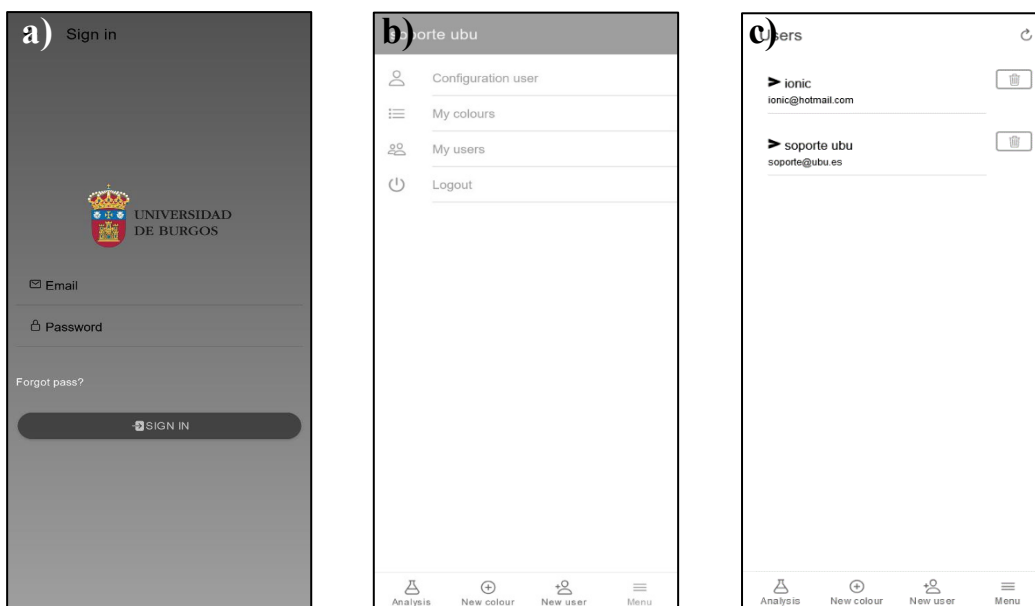 a) Sign in
UNIVERSIDAD
DE BURGOS
Email
Password
Forgot pass?
SIGN IN
b)
soporte ubu
Configuration user
My colours
My users
Logout
Analysis New colour New user Menu
c)
Users
ionic
ionic@hotmail.com
soporte ubu
soporte@ubu.es
Analysis New colour New user Menu